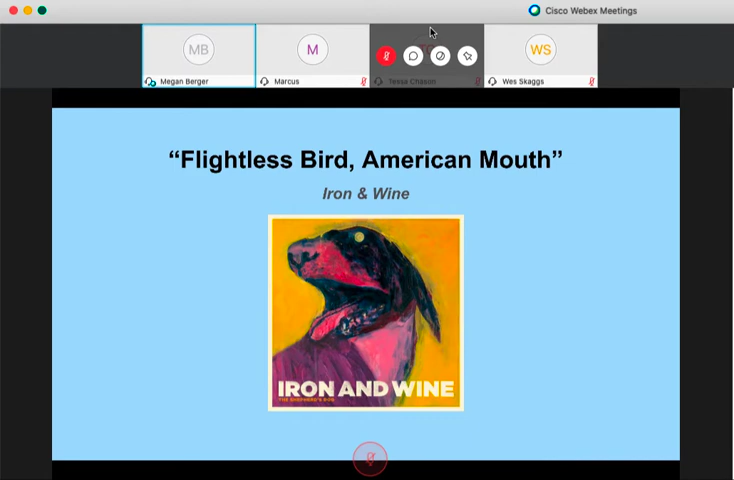 Cisco Webex Meetings
MB
M
WS
Megan Berger
Marcus
Tessa Chason
Wes Skaggs
“Flightless Bird, American Mouth”
Iron & Wine
IRON AND WINE
THE SHEPHERD'S DOG